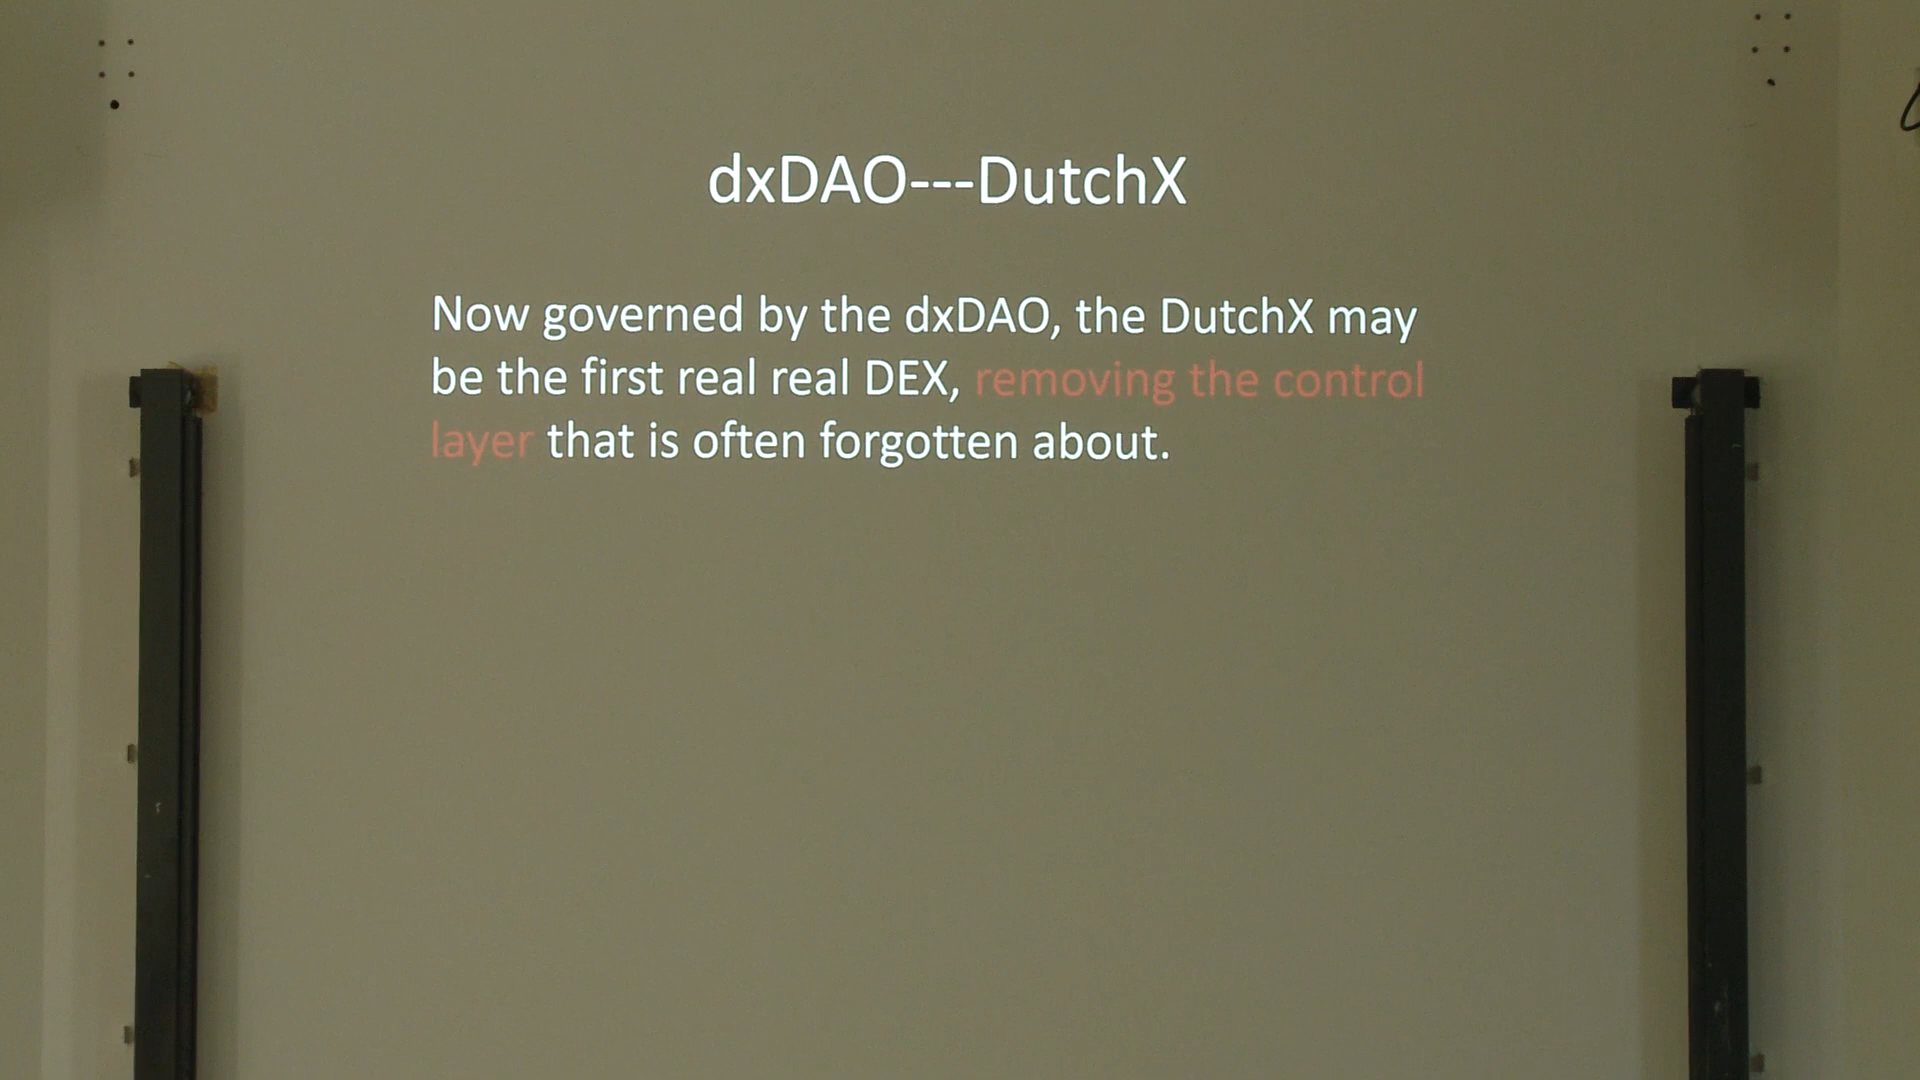 dxDAO---DutchX
Now governed by the dxDAO, the DutchX may
be the first real real DEX, removing the control
layer that is often forgotten about.